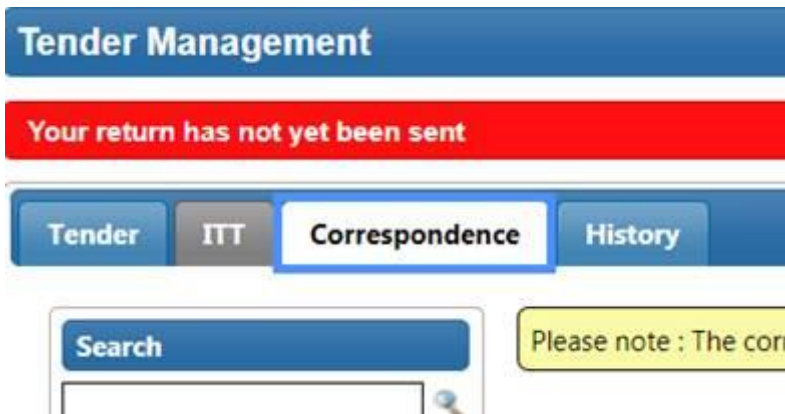 Tender Management
Your return has not yet been sent
Tender ITT Correspondence History
Search
Please note : The